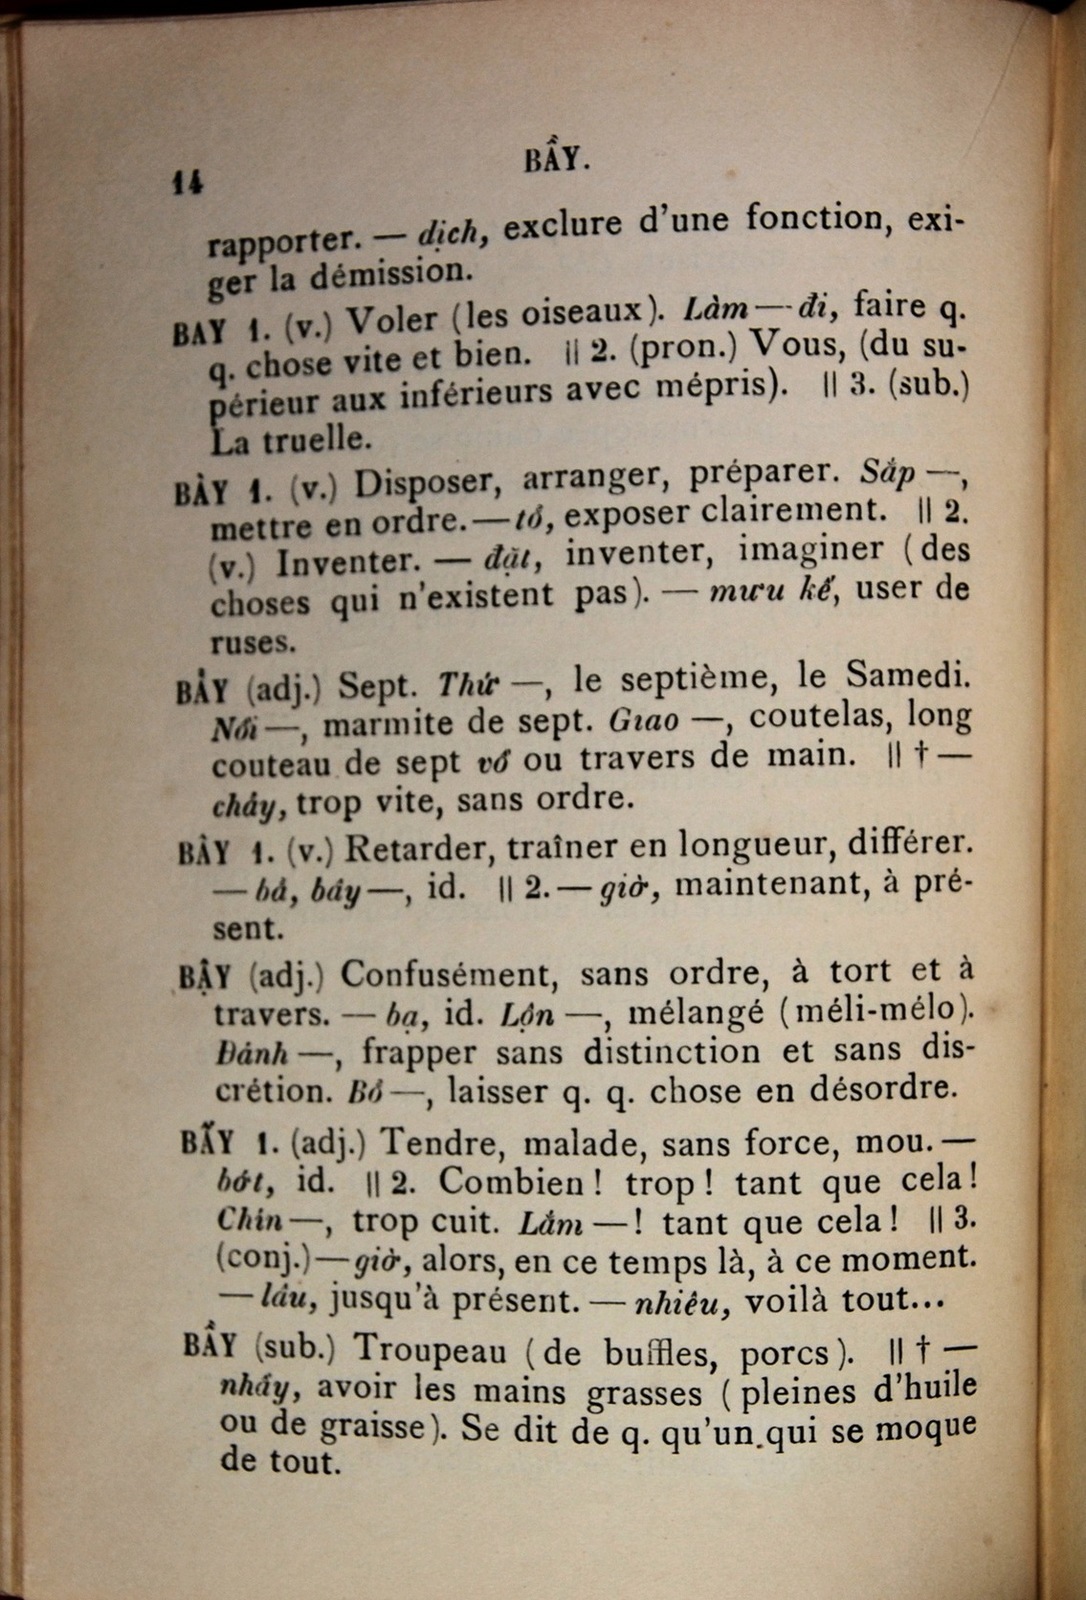 14
BẦY.
rapporter. — dịch, exclure d'une fonction, exi-
ger la démission.
BAY 1. (v.) Voler (les oiseaux). Làm — đi, faire q.
q. chose vite et bien. || 2. (pron.) Vous, (du su-
périeur aux inférieurs avec mépris). || 3. (sub.)
La truelle.
BÀY 1. (v.) Disposer, arranger, préparer. Sắp —,
mettre en ordre. — tỏ, exposer clairement. || 2.
(v.) Inventer. — đặt, inventer, imaginer (des
choses qui n'existent pas). — mưu kế, user de
ruses.
BẢY (adj.) Sept. Thứ —, le septième, le Samedi.
Nồi —, marmite de sept. Giao —, coutelas, long
couteau de sept vố ou travers de main. || † —
chảy, trop vite, sans ordre.
BÀY 1. (v.) Retarder, traîner en longueur, différer.
— bả, bảy —, id. || 2. — giờ, maintenant, à pré-
sent.
BẬY (adj.) Confusément, sans ordre, à tort et à
travers. — bạ, id. Lộn —, mélangé (méli-mélo).
Đánh —, frapper sans distinction et sans dis-
crétion. Bỏ —, laisser q. q. chose en désordre.
BẤY 1. (adj.) Tendre, malade, sans force, mou. —
bớt, id. || 2. Combien ! trop ! tant que cela !
Chín —, trop cuit. Lắm — ! tant que cela ! || 3.
(conj.) — giờ, alors, en ce temps là, à ce moment.
— lâu, jusqu'à présent. — nhiêu, voilà tout...
BẦY (sub.) Troupeau (de buffles, porcs). || † —
nhảy, avoir les mains grasses (pleines d'huile
ou de graisse). Se dit de q. qu'un qui se moque
de tout.